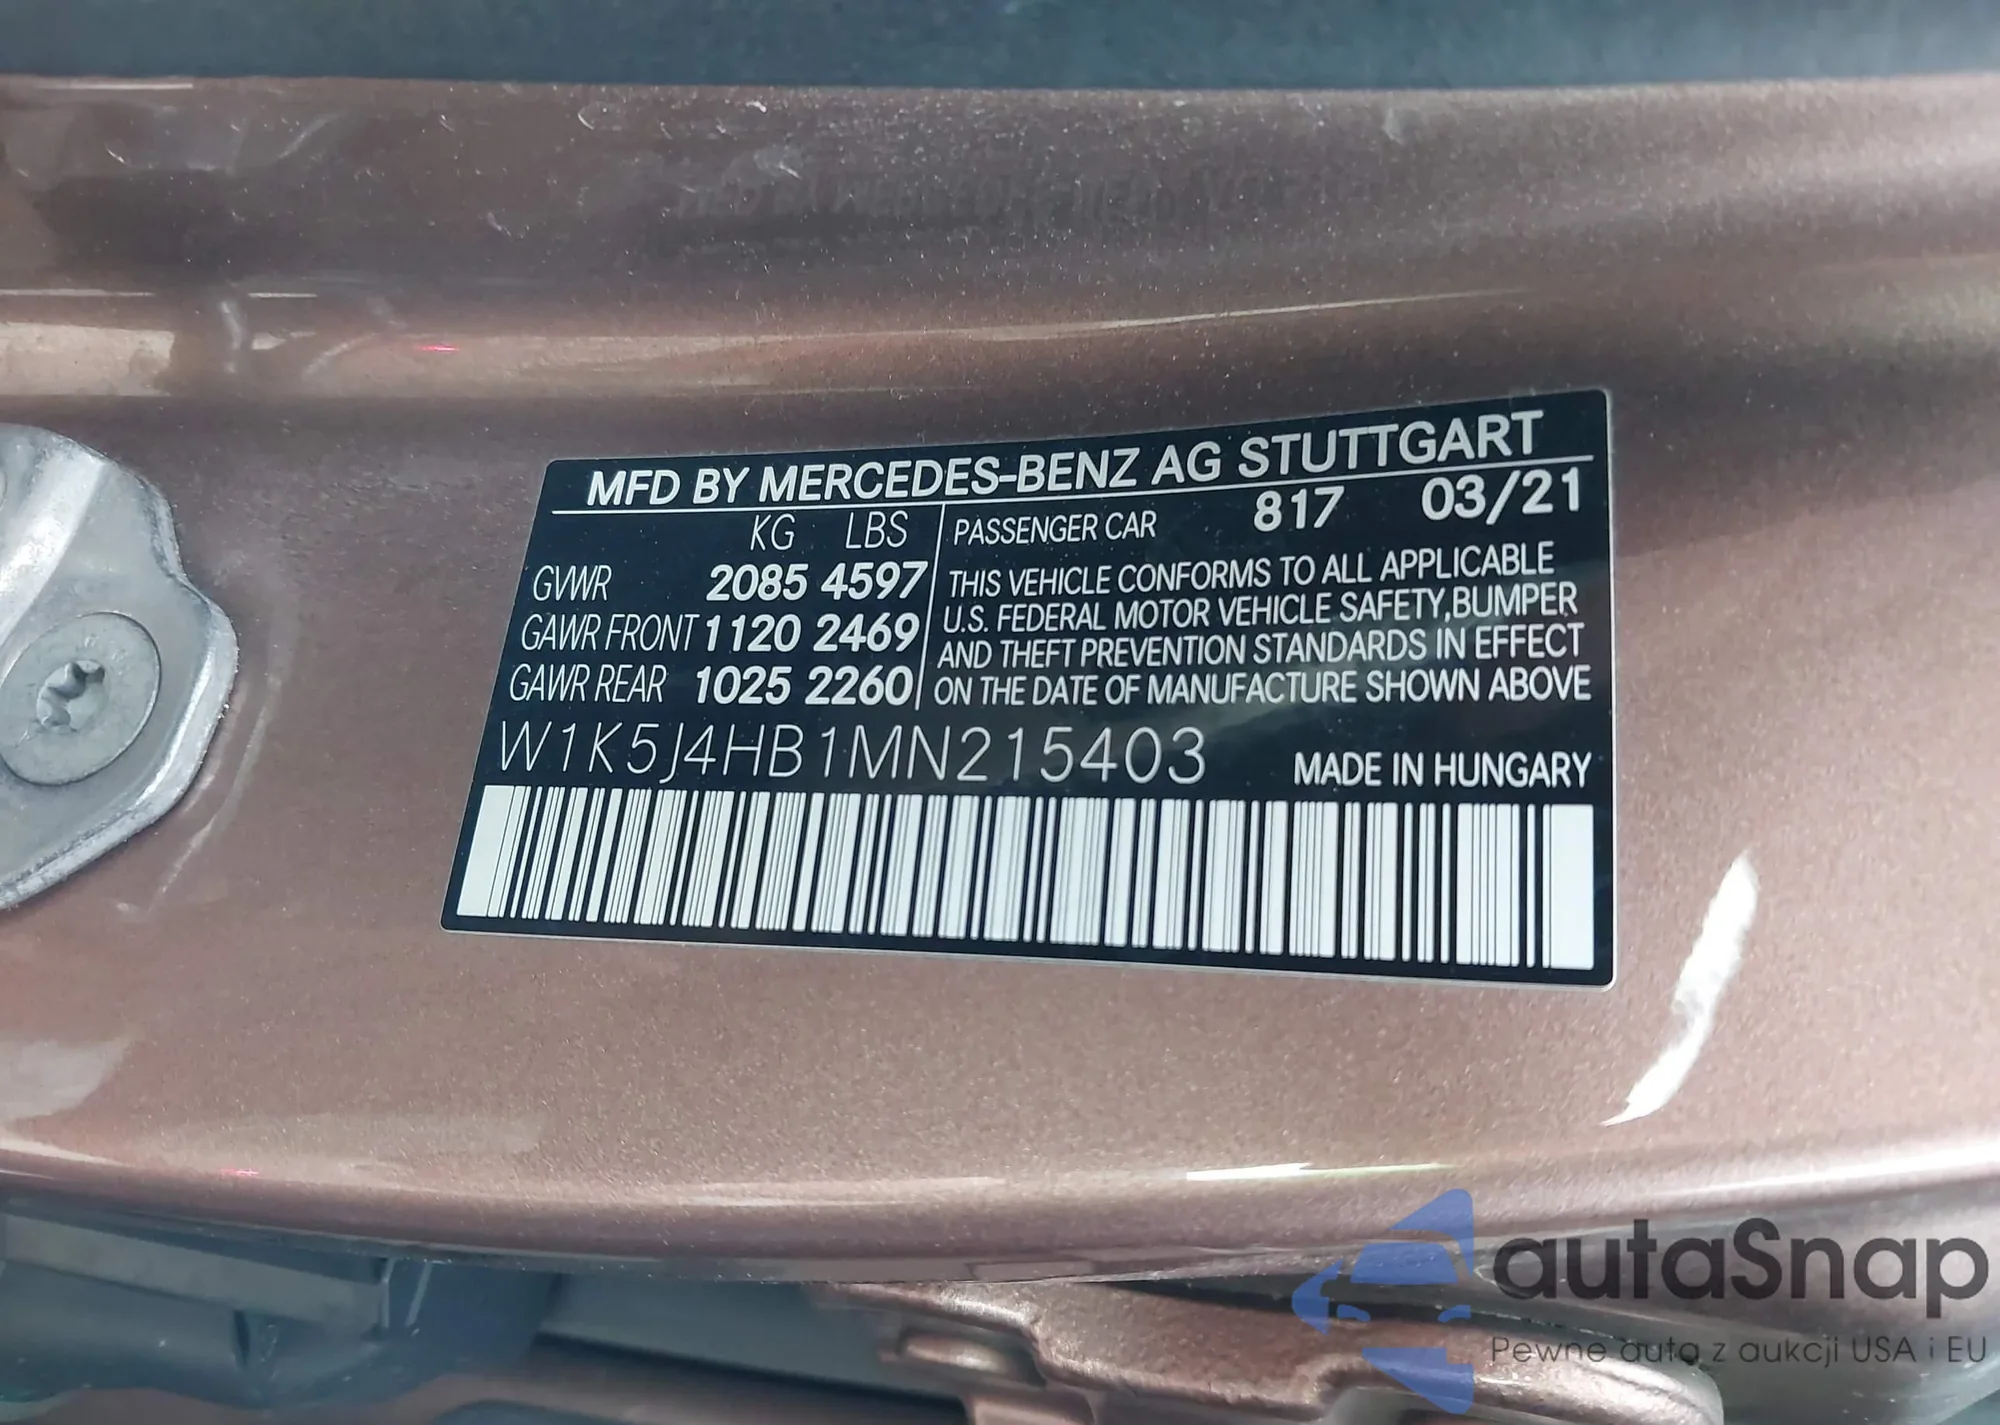 MFD BY MERCEDES-BENZ AG STUTTGART
KG LBS
GVWR 2085 4597
GAWR FRONT 1120 2469
GAWR REAR 1025 2260
PASSENGER CAR 817 03/21
THIS VEHICLE CONFORMS TO ALL APPLICABLE
U.S. FEDERAL MOTOR VEHICLE SAFETY,BUMPER
AND THEFT PREVENTION STANDARDS IN EFFECT
ON THE DATE OF MANUFACTURE SHOWN ABOVE
W1K5J4HB1MN215403
MADE IN HUNGARY
autaSnap
Pewne auta z aukcji USA i EU